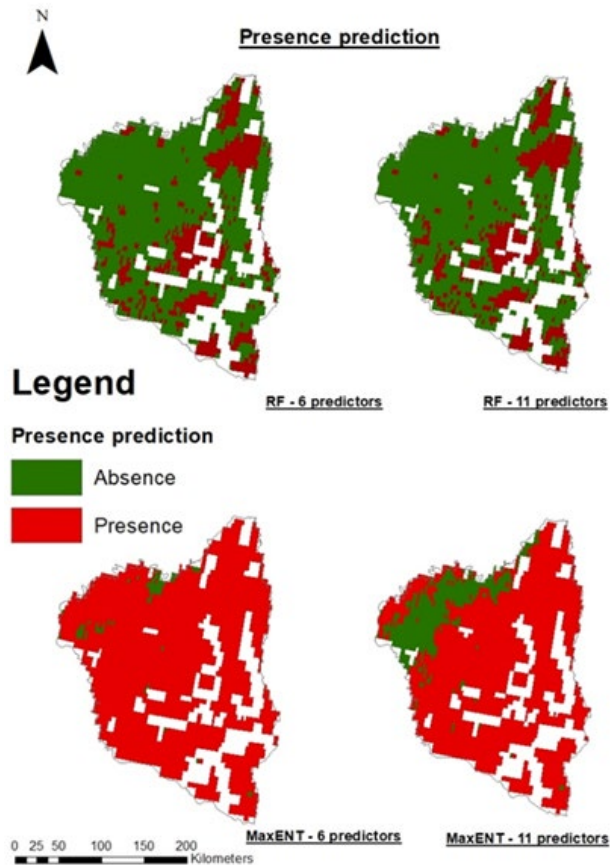 N
Presence prediction
RF - 6 predictors
RF - 11 predictors
Legend
Presence prediction
Absence
Presence
MaxENT - 6 predictors
MaxENT - 11 predictors
0 25 50 100 150 200
Kilometers